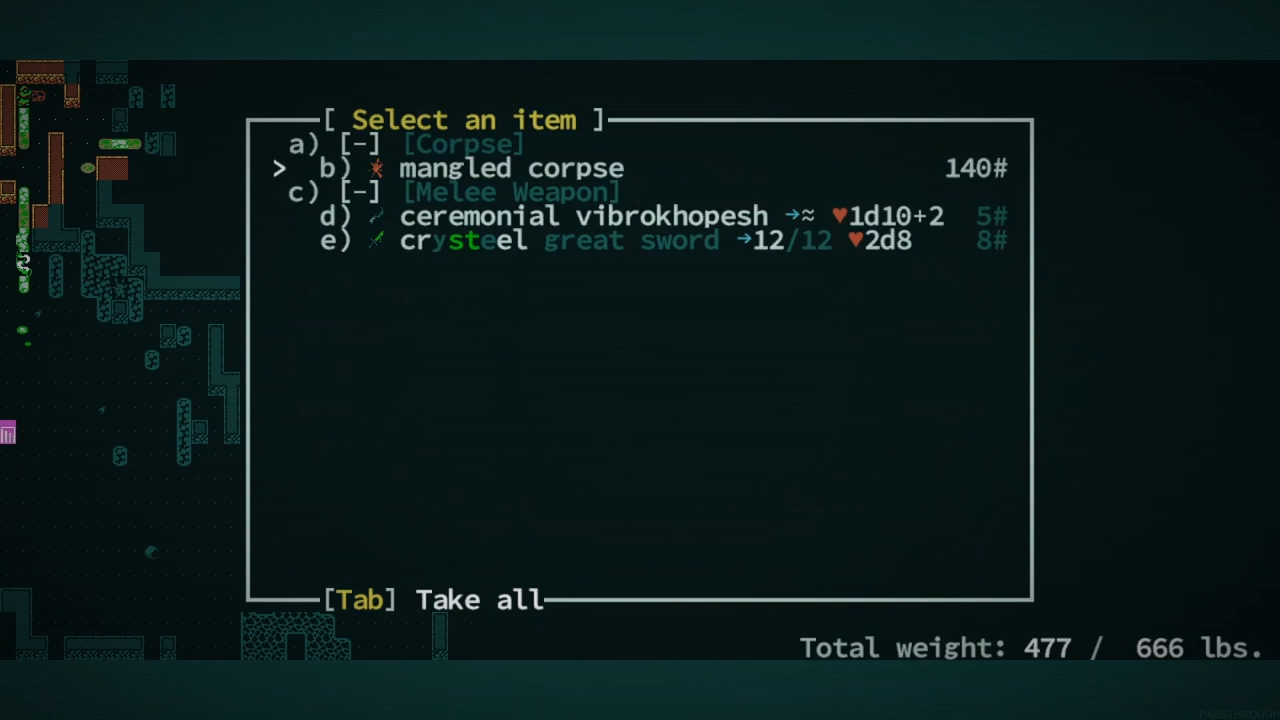 [ Select an item ]
a) [-] [Corpse]
> b) mangled corpse 140#
c) [-] [Melee Weapon]
d) ceremonial vibrokhopesh →≈ ♥1d10+2 5#
e) crysteel great sword →12/12 ♥2d8 8#
[Tab] Take all
Total weight: 477 / 666 lbs.